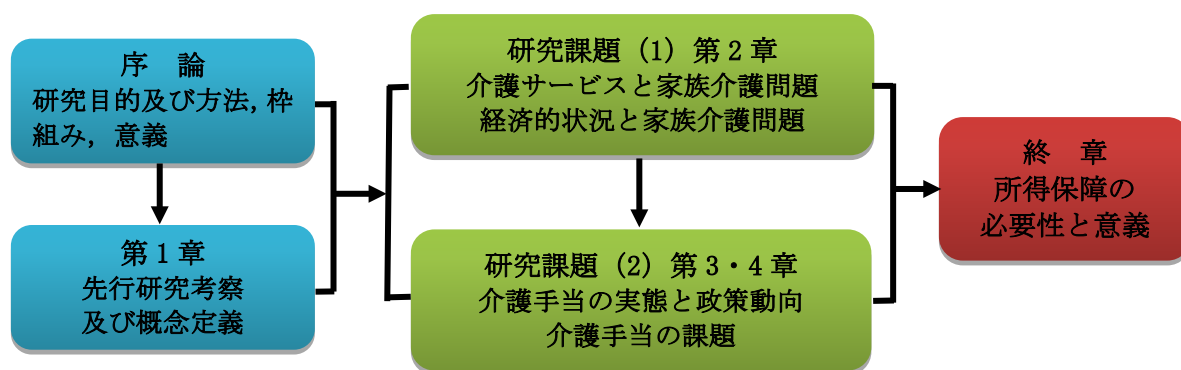 序　論
研究目的及び方法, 枠
組み, 意義
第1章
先行研究考察
及び概念定義
研究課題（1）第2章
介護サービスと家族介護問題
経済的状況と家族介護問題
研究課題（2）第3・4章
介護手当の実態と政策動向
介護手当の課題
終　章
所得保障の
必要性と意義